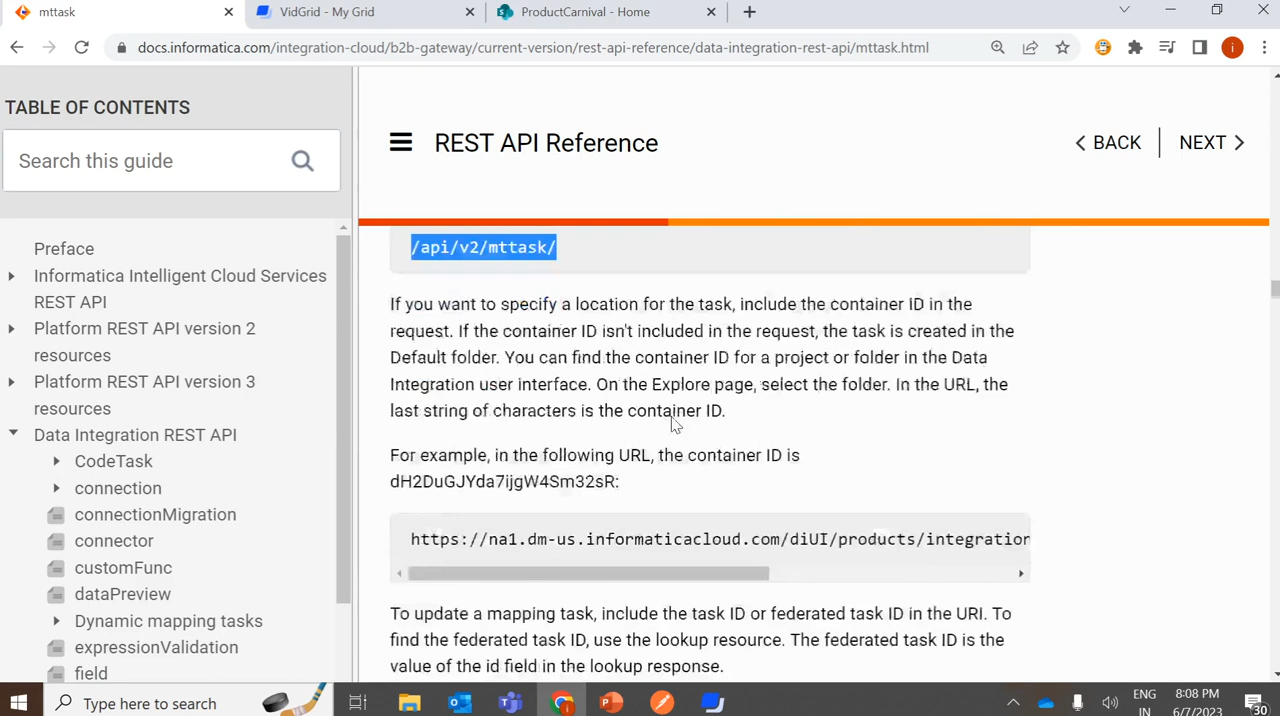 mttask
VidGrid - My Grid
ProductCarnival - Home
docs.informatica.com/integration-cloud/b2b-gateway/current-version/rest-api-reference/data-integration-rest-api/mttask.html
i
TABLE OF CONTENTS
Search this guide
Preface
Informatica Intelligent Cloud Services
REST API
Platform REST API version 2
resources
Platform REST API version 3
resources
Data Integration REST API
CodeTask
connection
connectionMigration
connector
customFunc
dataPreview
Dynamic mapping tasks
expressionValidation
field
REST API Reference
BACK
NEXT
/api/v2/mttask/
If you want to specify a location for the task, include the container ID in the
request. If the container ID isn't included in the request, the task is created in the
Default folder. You can find the container ID for a project or folder in the Data
Integration user interface. On the Explore page, select the folder. In the URL, the
last string of characters is the container ID.
For example, in the following URL, the container ID is
dH2DuGJYda7ijgW4Sm32sR:
https://na1.dm-us.informaticacloud.com/diUI/products/integration
To update a mapping task, include the task ID or federated task ID in the URI. To
find the federated task ID, use the lookup resource. The federated task ID is the
value of the id field in the lookup response.
Type here to search
ENG
IN
8:08 PM
6/7/2023
30